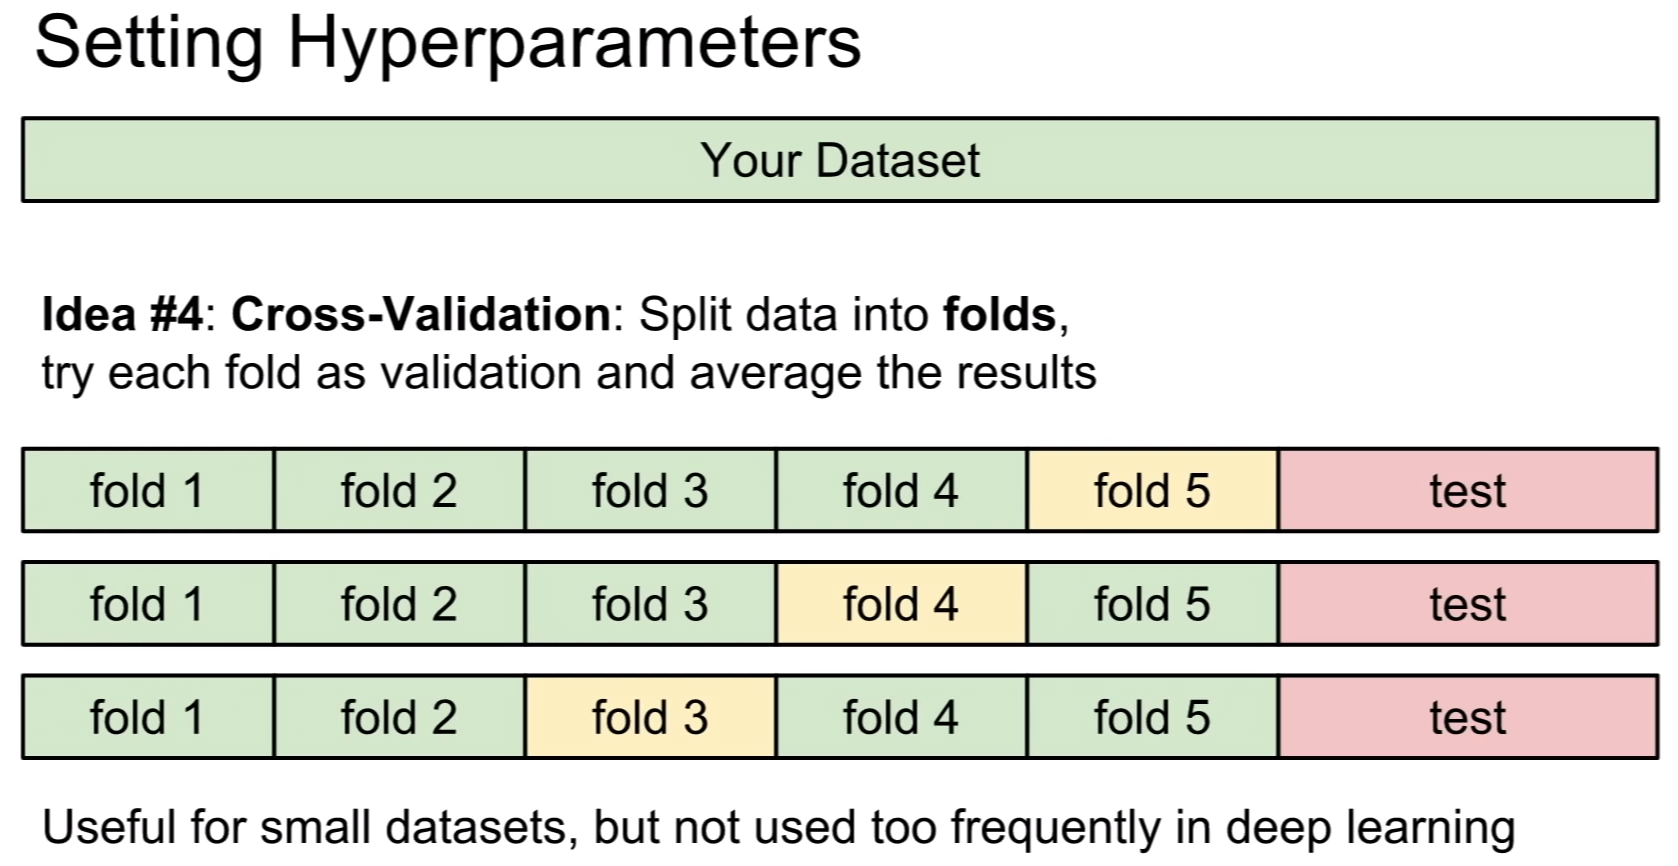 Setting Hyperparameters
Your Dataset
Idea #4: Cross-Validation: Split data into folds,
try each fold as validation and average the results
fold 1 fold 2 fold 3 fold 4 fold 5 test
fold 1 fold 2 fold 3 fold 4 fold 5 test
fold 1 fold 2 fold 3 fold 4 fold 5 test
Useful for small datasets, but not used too frequently in deep learning